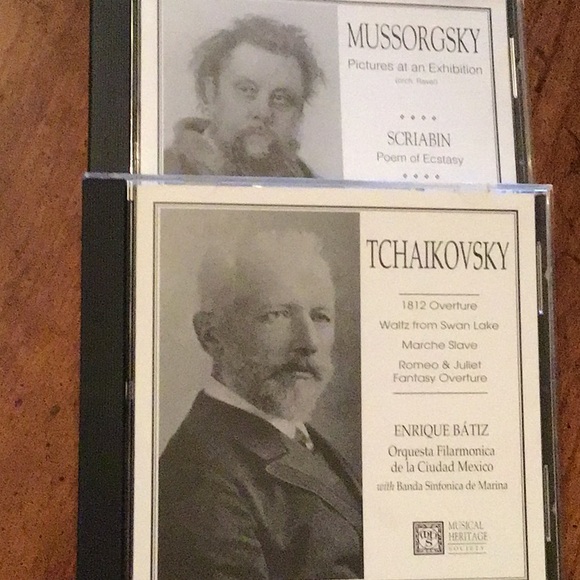 MUSSORGSKY
Pictures at an Exhibition
(orch. Ravel)
SCRIABIN
Poem of Ecstasy
TCHAIKOVSKY
1812 Overture
Waltz from Swan Lake
Marche Slave
Romeo & Juliet
Fantasy Overture
ENRIQUE BÁTIZ
Orquesta Filarmonica
de la Ciudad Mexico
with Banda Sinfonica de Marina
MUSICAL
HERITAGE
SOCIETY